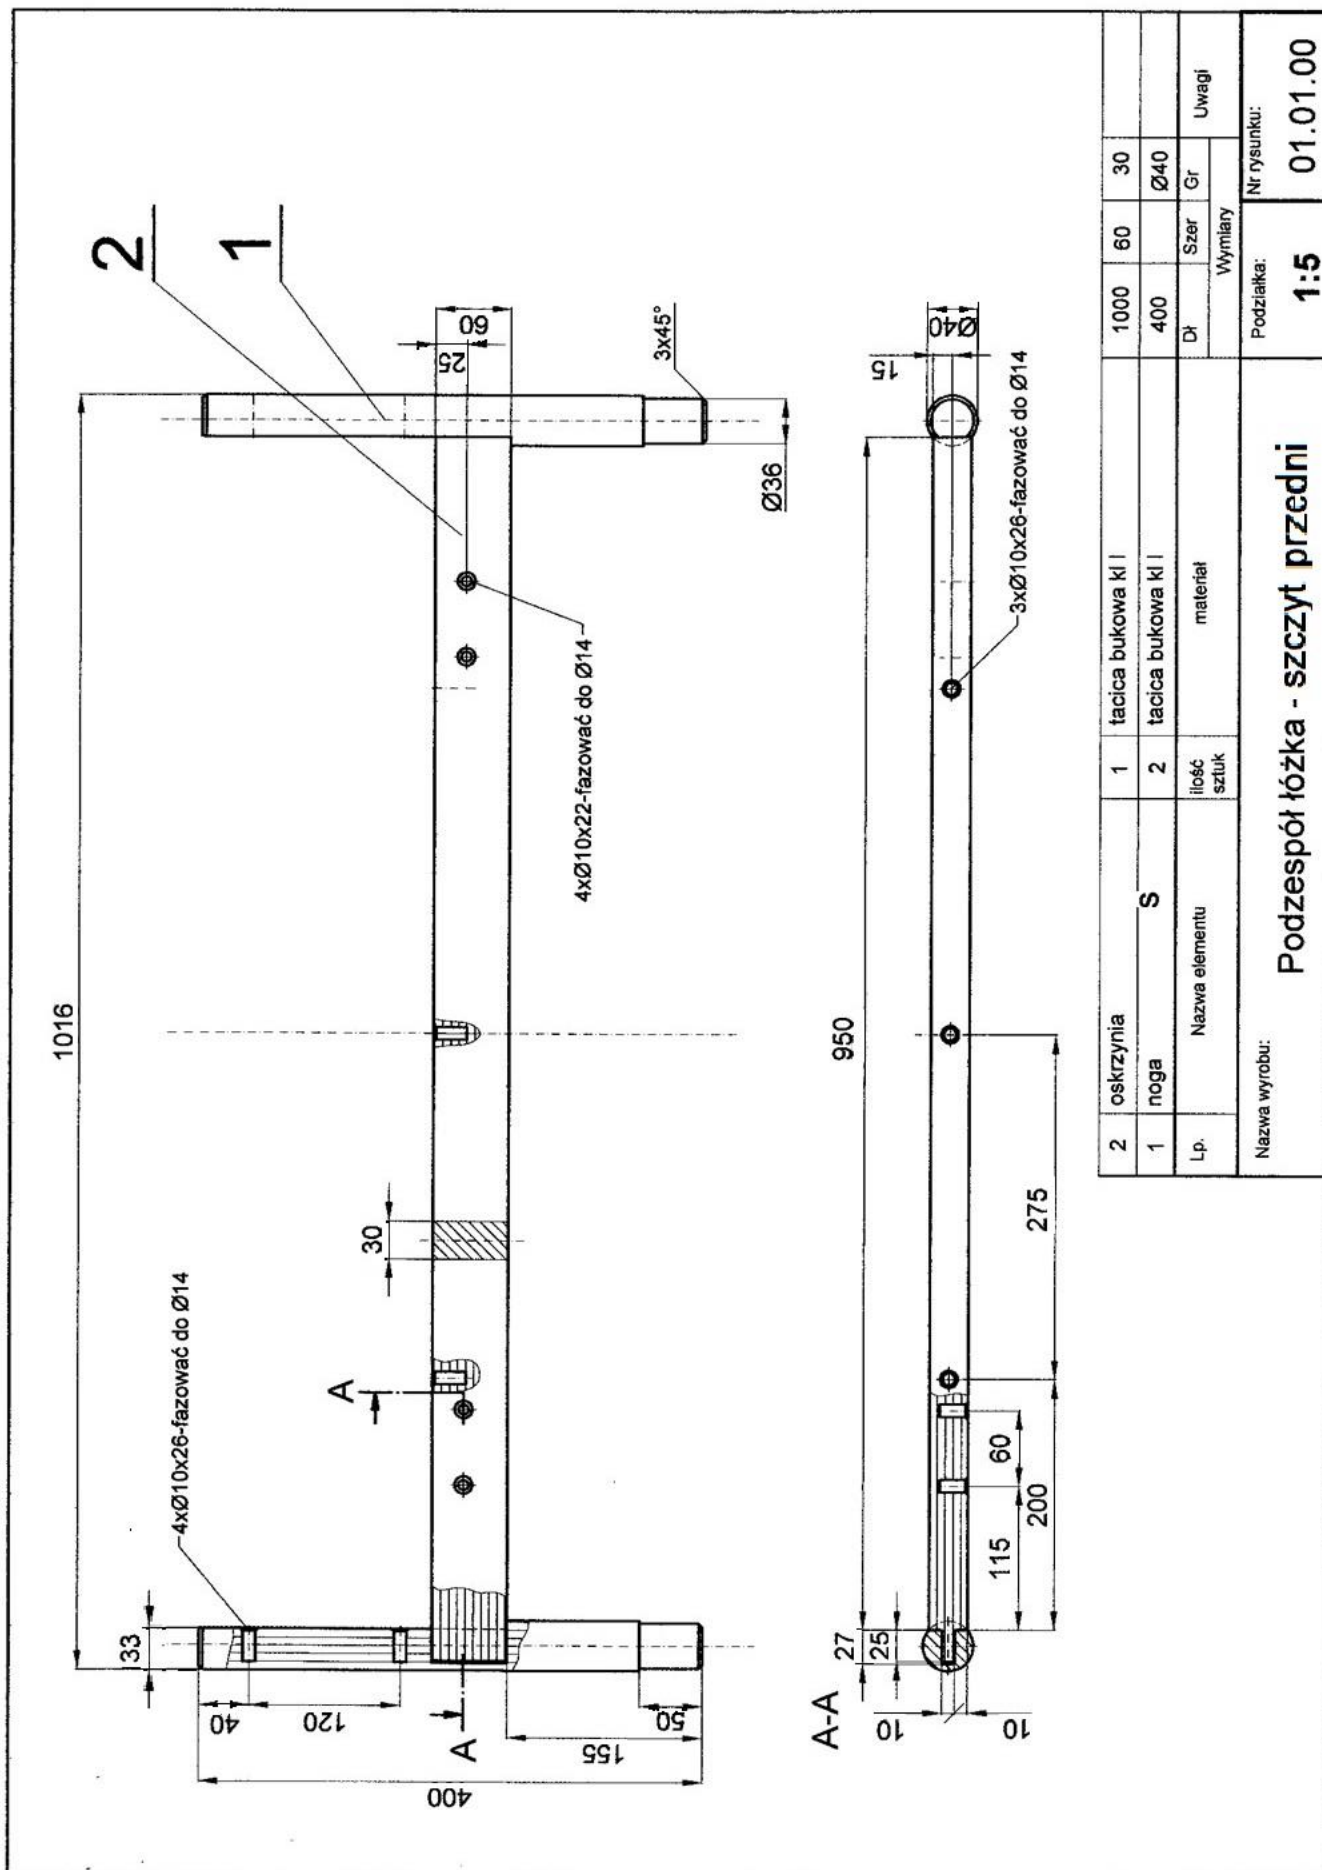 1016
33
4xØ10x26-fazować do Ø14
40
120
400
A
A
30
155
50
4xØ10x22-fazować do Ø14
2
1
25
60
3x45°
Ø36
A-A
950
27
25
10
10
115
60
200
275
15
Ø40
3xØ10x26-fazować do Ø14
2 oskrzynia 1 tacica bukowa kl I 1000 60 30
1 noga S 2 tacica bukowa kl I 400 Ø40
Lp. Nazwa elementu ilość sztuk materiał Dł Szer Gr Uwagi
Wymiary
Nazwa wyrobu: Podziałka: Nr rysunku:
Podzespół łóżka - szczyt przedni 1:5 01.01.00